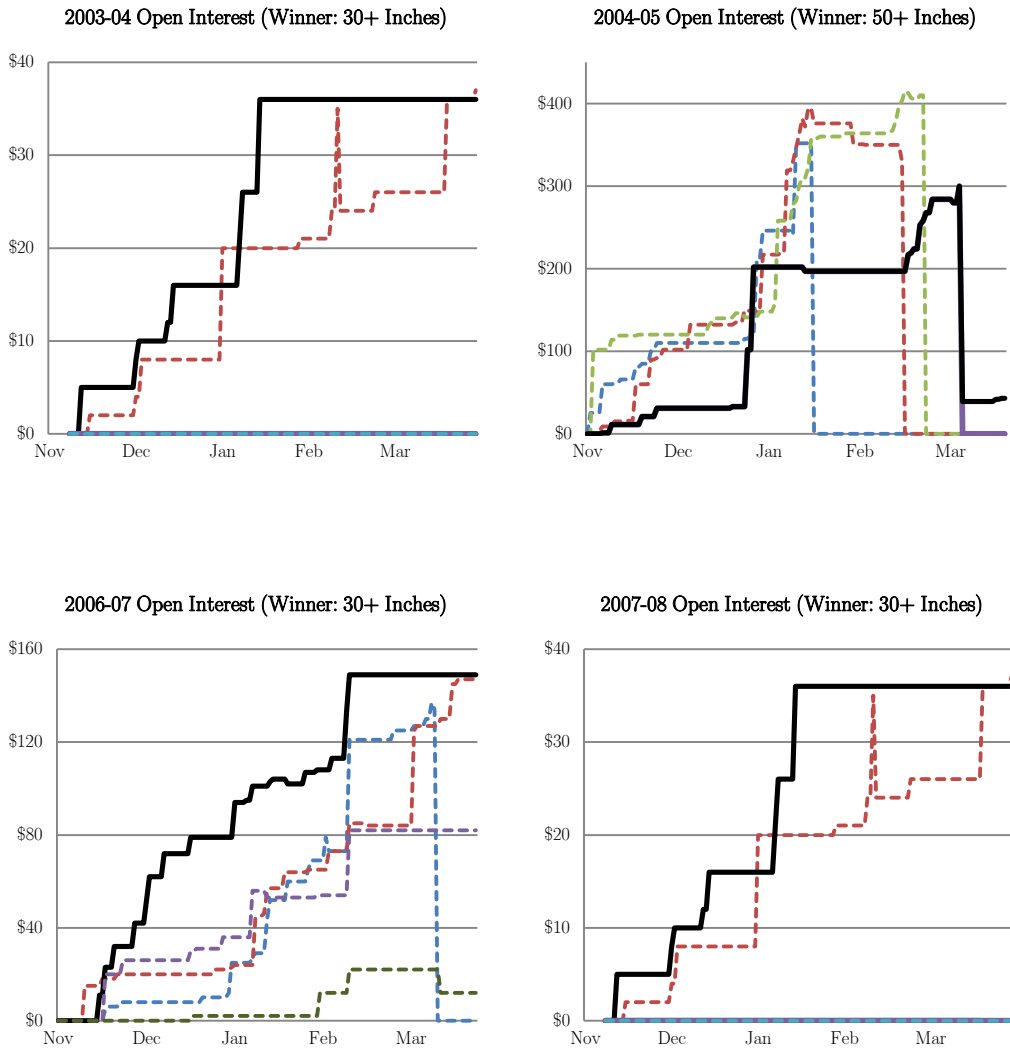 2003-04 Open Interest (Winner: 30+ Inches)
$40
$30
$20
$10
$0
Nov Dec Jan Feb Mar
2004-05 Open Interest (Winner: 50+ Inches)
$400
$300
$200
$100
$0
Nov Dec Jan Feb Mar
2006-07 Open Interest (Winner: 30+ Inches)
$160
$120
$80
$40
$0
Nov Dec Jan Feb Mar
2007-08 Open Interest (Winner: 30+ Inches)
$40
$30
$20
$10
$0
Nov Dec Jan Feb Mar